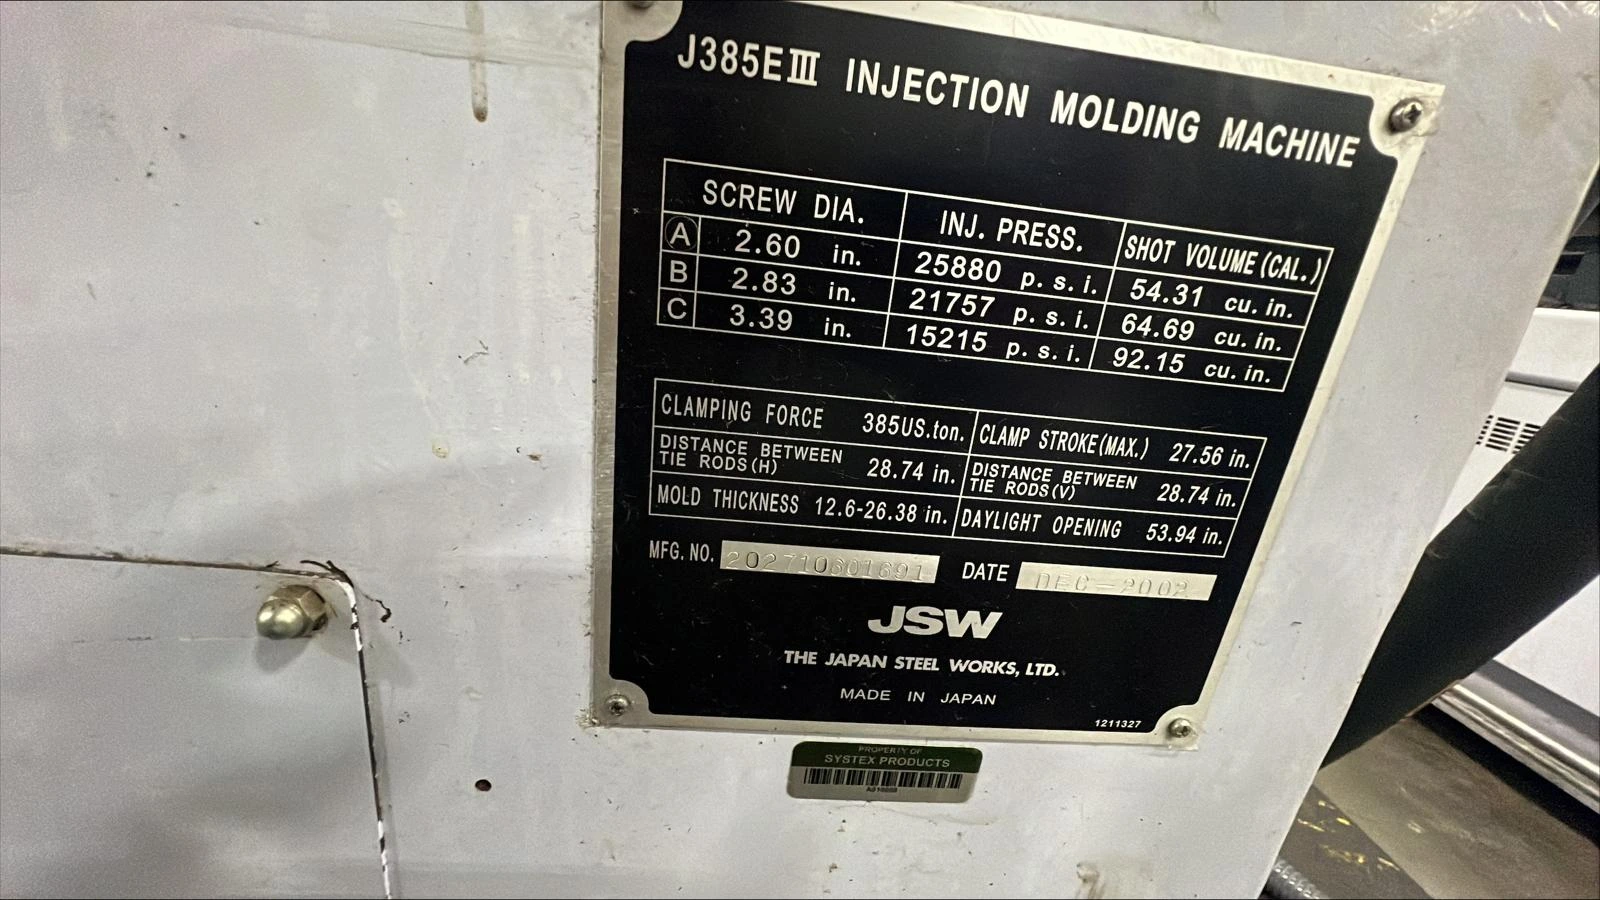 J385EⅢ INJECTION MOLDING MACHINE
SCREW DIA. INJ. PRESS. SHOT VOLUME (CAL.)
A 2.60 in. 25880 p. s. i. 54.31 cu. in.
B 2.83 in. 21757 p. s. i. 64.69 cu. in.
C 3.39 in. 15215 p. s. i. 92.15 cu. in.
CLAMPING FORCE 385US.ton. CLAMP STROKE(MAX.) 27.56 in.
DISTANCE BETWEEN TIE RODS(H) 28.74 in. DISTANCE BETWEEN TIE RODS(V) 28.74 in.
MOLD THICKNESS 12.6-26.38 in. DAYLIGHT OPENING 53.94 in.
MFG. NO. DATE DEC-2002
JSW
THE JAPAN STEEL WORKS, LTD.
MADE IN JAPAN
1211327
PROPERTY OF
SYSTEX PRODUCTS